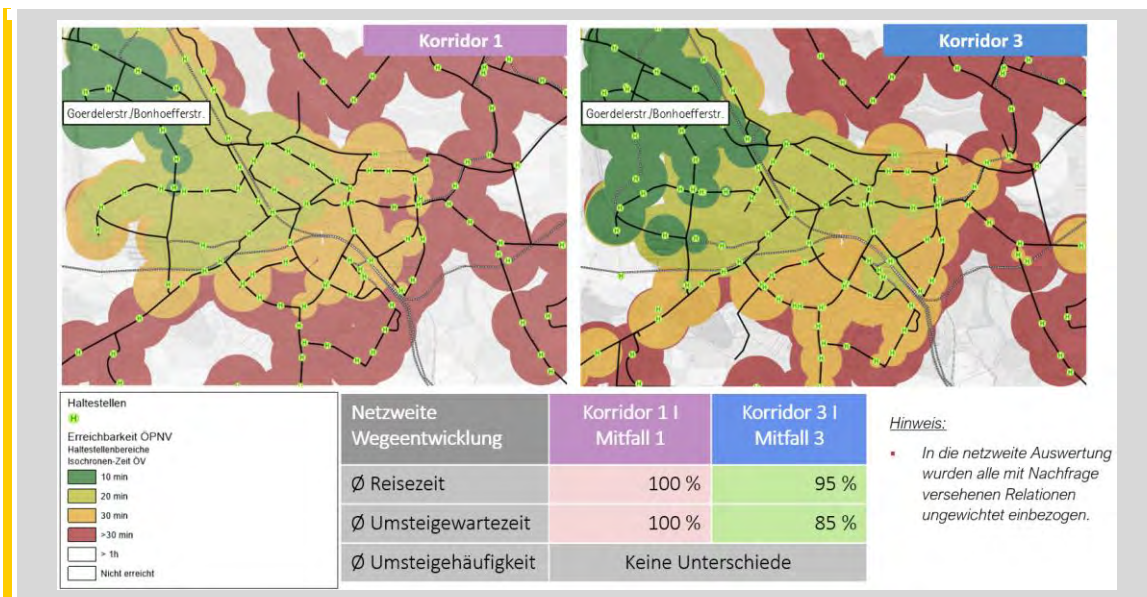 Korridor 1
Goerdelerstr./Bonhoefferstr.
Korridor 3
Goerdelerstr./Bonhoefferstr.
Haltestellen
H
Erreichbarkeit ÖPNV
Haltestellenbereiche
Isochronen-Zeit ÖV
10 min
20 min
30 min
>30 min
> 1h
Nicht erreicht
Netzweite
Wegeentwicklung
Korridor 1 I
Mitfall 1
Korridor 3 I
Mitfall 3
Ø Reisezeit
100 %
95 %
Ø Umsteigewartezeit
100 %
85 %
Ø Umsteigehäufigkeit
Keine Unterschiede
Hinweis:
▪ In die netzweite Auswertung
wurden alle mit Nachfrage
versehenen Relationen
ungewichtet einbezogen.